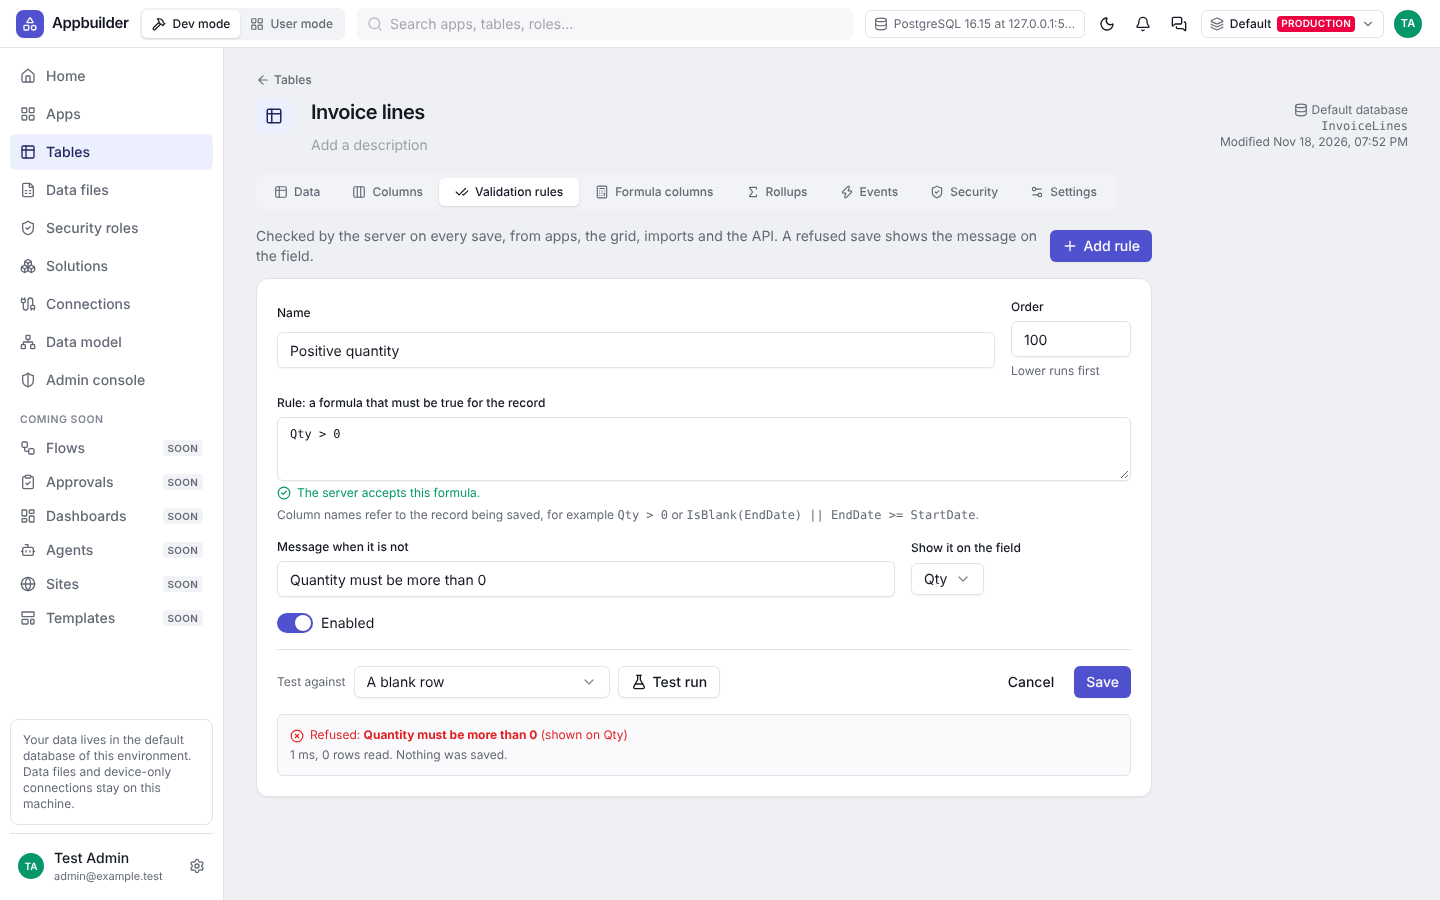 Appbuilder
Dev mode
User mode
Search apps, tables, roles...
PostgreSQL 16.15 at 127.0.0.1:5...
Default PRODUCTION
TA
Home
Apps
Tables
Data files
Security roles
Solutions
Connections
Data model
Admin console
COMING SOON
Flows SOON
Approvals SOON
Dashboards SOON
Agents SOON
Sites SOON
Templates SOON
Your data lives in the default
database of this environment.
Data files and device-only
connections stay on this
machine.
TA
Test Admin
admin@example.test
Tables
Invoice lines
Add a description
Default database
InvoiceLines
Modified Nov 18, 2026, 07:52 PM
Data
Columns
Validation rules
Formula columns
Rollups
Events
Security
Settings
Checked by the server on every save, from apps, the grid, imports and the API. A refused save shows the message on
the field.
Add rule
Name
Positive quantity
Order
100
Lower runs first
Rule: a formula that must be true for the record
Qty > 0
The server accepts this formula.
Column names refer to the record being saved, for example Qty > 0 or IsBlank(EndDate) || EndDate >= StartDate.
Message when it is not
Quantity must be more than 0
Show it on the field
Qty
Enabled
Test against
A blank row
Test run
Cancel
Save
Refused: Quantity must be more than 0 (shown on Qty)
1 ms, 0 rows read. Nothing was saved.